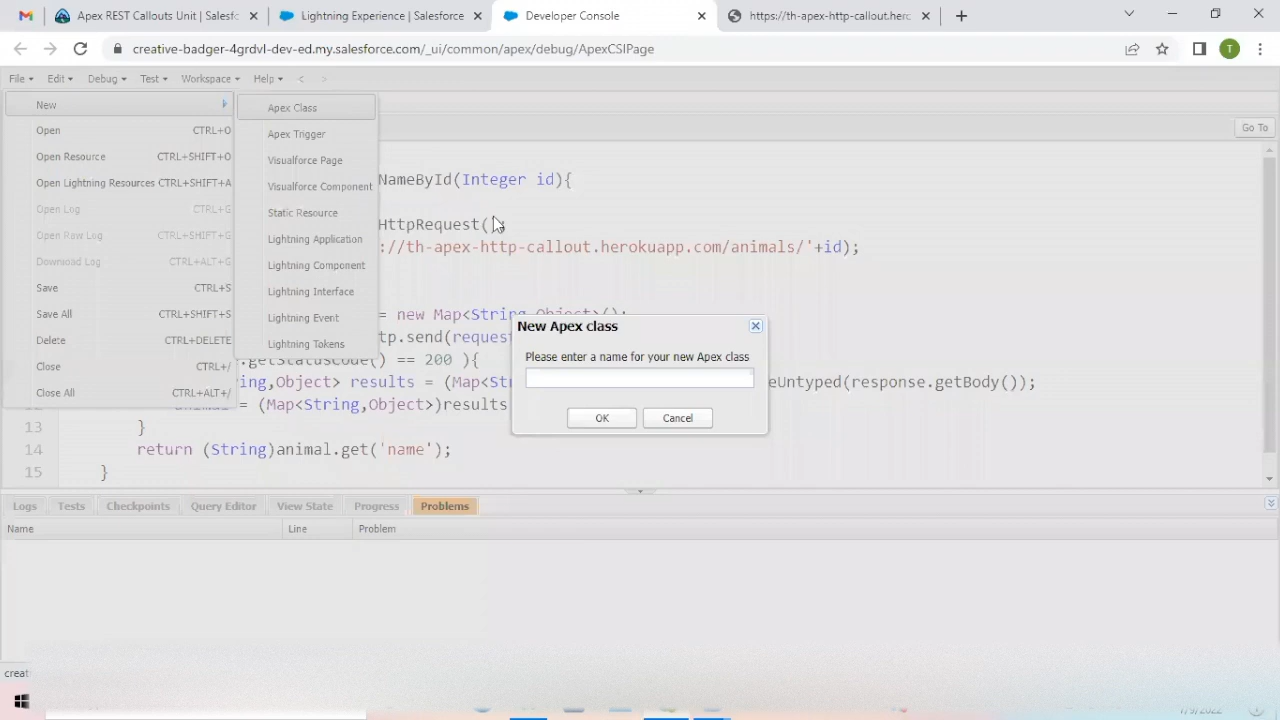 Apex REST Callouts Unit | Salesfo
Lightning Experience | Salesforce
Developer Console
https://th-apex-http-callout.hero
creative-badger-4grdvl-dev-ed.my.salesforce.com/_ui/common/apex/debug/ApexCSIPage
T
File Edit Debug Test Workspace Help < >
New
Open CTRL+O
Open Resource CTRL+SHIFT+O
Open Lightning Resources CTRL+SHIFT+A
Open Log CTRL+G
Open Raw Log CTRL+SHIFT+G
Download Log CTRL+ALT+G
Save CTRL+S
Save All CTRL+SHIFT+S
Delete CTRL+DELETE
Close CTRL+/
Close All CTRL+ALT+/
Apex Class
Apex Trigger
Visualforce Page
Visualforce Component
Static Resource
Lightning Application
Lightning Component
Lightning Interface
Lightning Event
Lightning Tokens
Go To
NameById(Integer id){
HttpRequest();
://th-apex-http-callout.herokuapp.com/animals/'+id);
= new Map<String,Object>();
tp.send(reques
.getStatusCode() == 200 ){
ing,Object> results = (Map<S eUntyped(response.getBody());
= (Map<String,Object>)results
13 }
14 return (String)animal.get('name');
15 }
New Apex class
Please enter a name for your new Apex class
OK Cancel
Logs Tests Checkpoints Query Editor View State Progress Problems
Name Line Problem
creat
7/9/2022